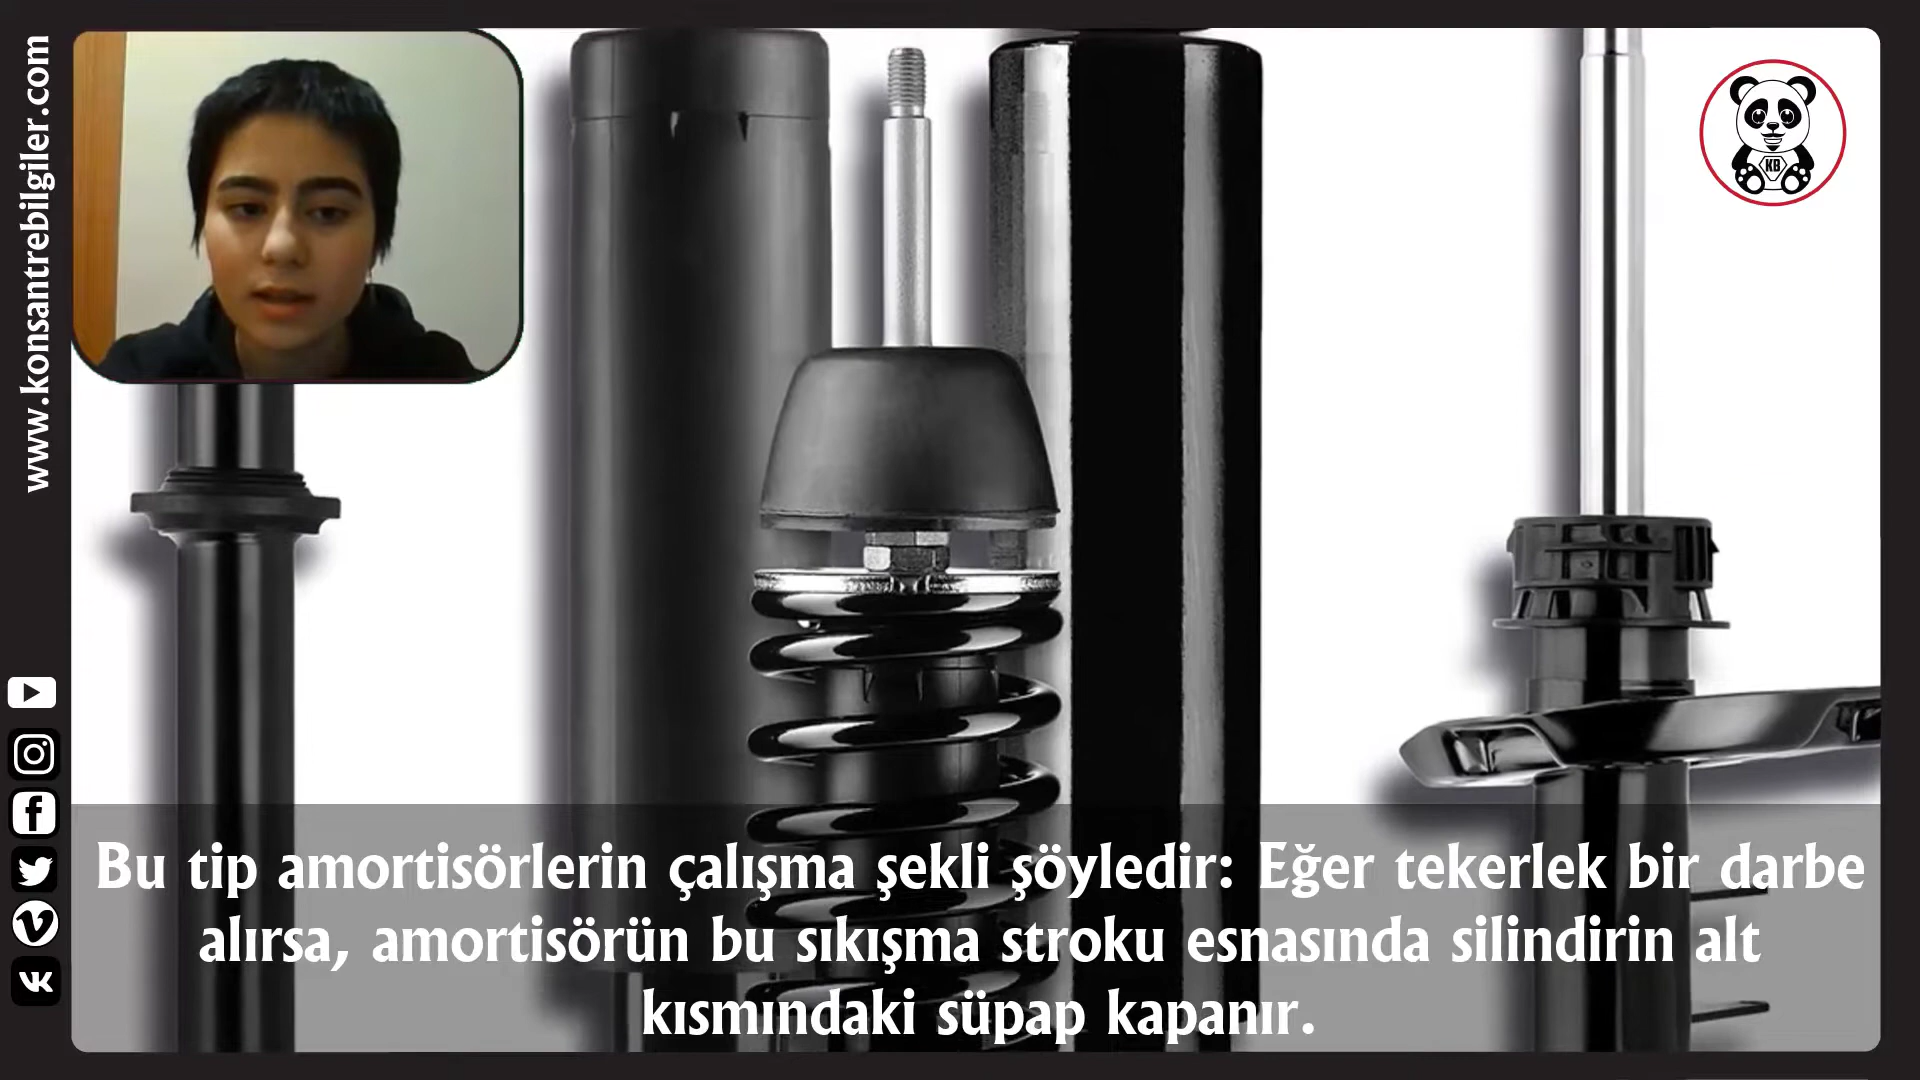 www.konsantrebilgiler.com
KB
Bu tip amortisörlerin çalışma şekli şöyledir: Eğer tekerlek bir darbe
alırsa, amortisörün bu sıkışma stroku esnasında silindirin alt
kısmındaki süpap kapanır.